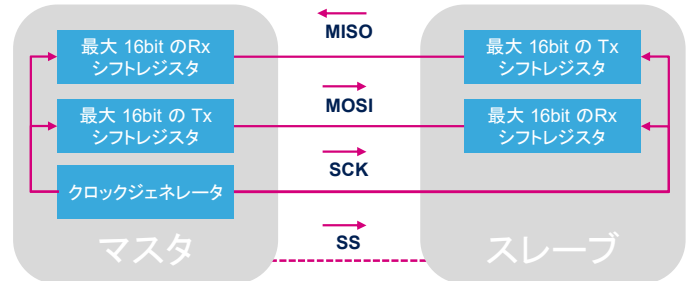 MISO
最大 16bit のRx
シフトレジスタ
最大 16bit の Tx
シフトレジスタ
MOSI
最大 16bit の Tx
シフトレジスタ
最大 16bit のRx
シフトレジスタ
SCK
クロックジェネレータ
SS
マスタ
スレーブ